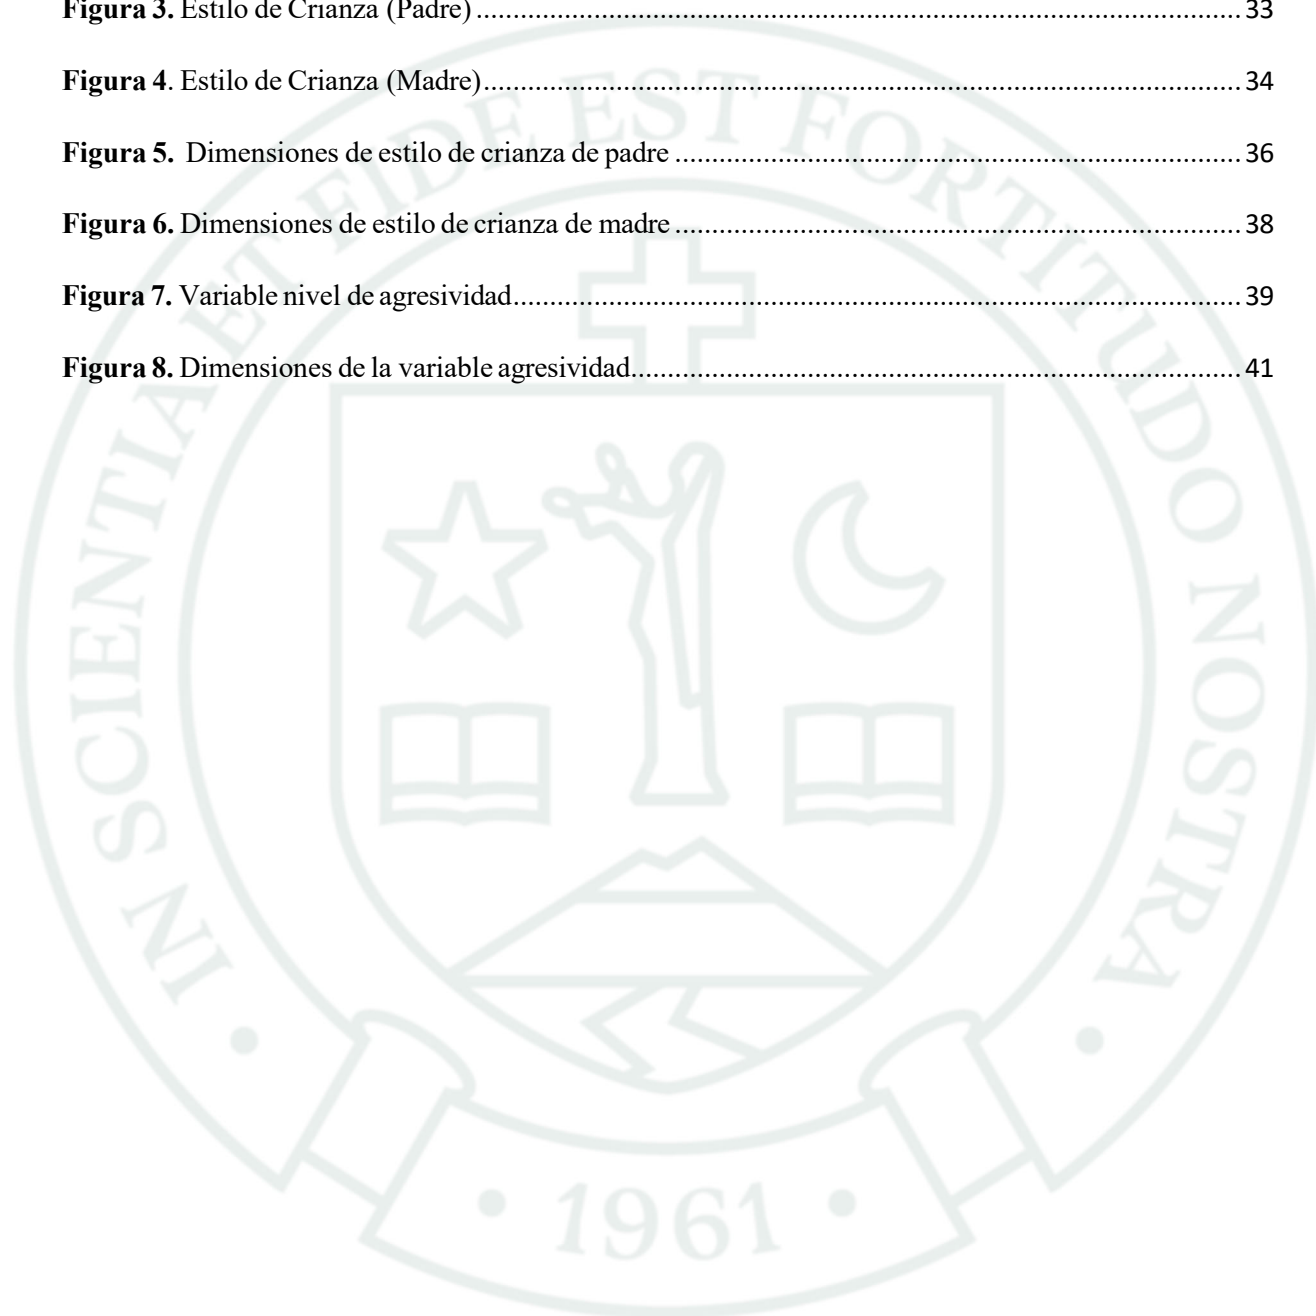 Figura 3. Estilo de Crianza (Padre) ........................................ 33
Figura 4. Estilo de Crianza (Madre) ........................................ 34
Figura 5. Dimensiones de estilo de crianza de padre ........................................ 36
Figura 6. Dimensiones de estilo de crianza de madre ........................................ 38
Figura 7. Variable nivel de agresividad ........................................ 39
Figura 8. Dimensiones de la variable agresividad ........................................ 41
IN SCIENTIA ET FIDE EST FORTITUDO NOSTRA
• 1961 •